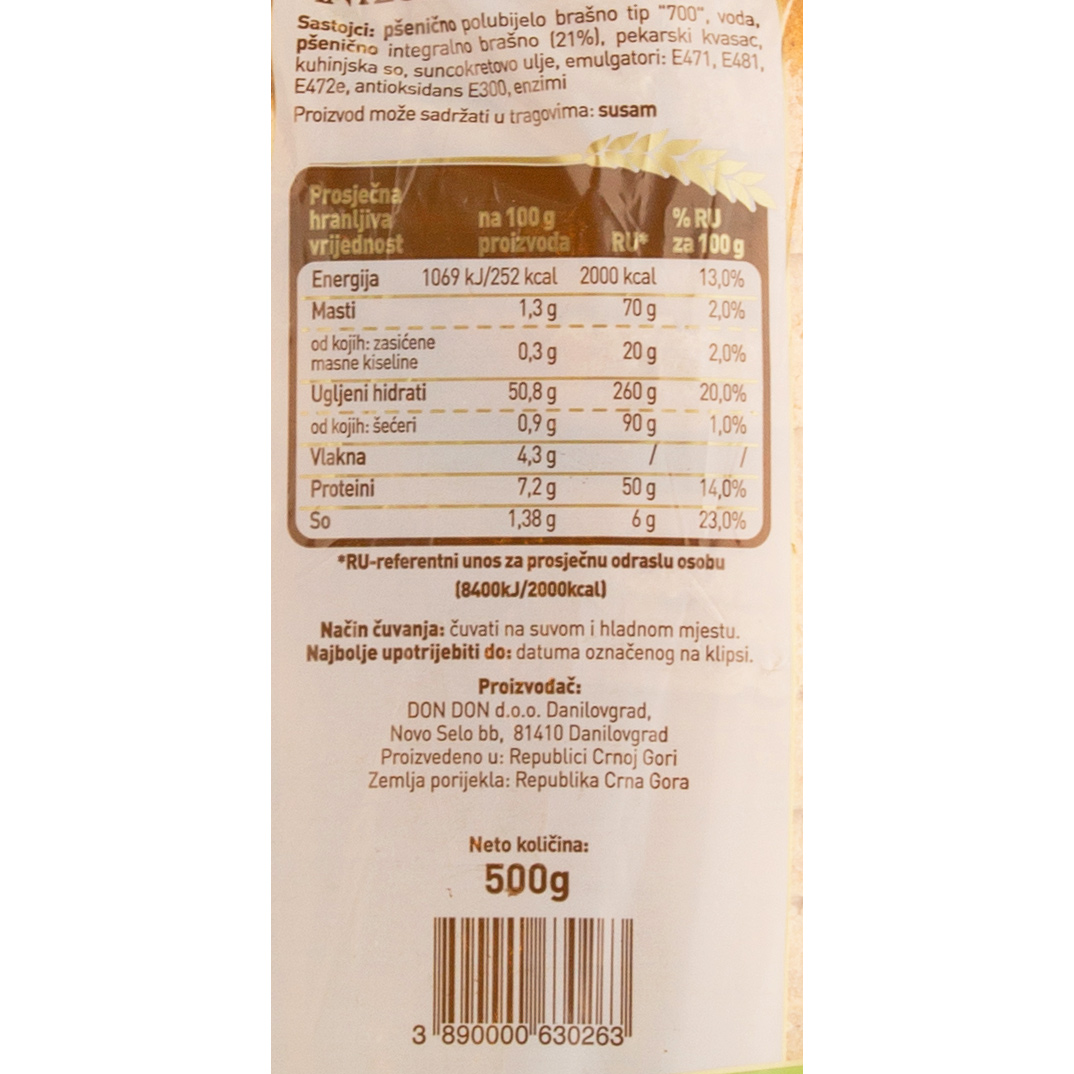 Sastojci: pšenično polubijelo brašno tip "700", voda,
pšenično integralno brašno (21%), pekarski kvasac,
kuhinjska so, suncokretovo ulje, emulgatori: E471, E481,
E472e, antioksidans E300, enzimi
Proizvod može sadržati u tragovima: susam
Prosječna hranljiva vrijednost na 100 g proizvoda RU* % RU za 100 g
Energija 1069 kJ/252 kcal 2000 kcal 13,0%
Masti 1,3 g 70 g 2,0%
od kojih: zasićene masne kiseline 0,3 g 20 g 2,0%
Ugljeni hidrati 50,8 g 260 g 20,0%
od kojih: šećeri 0,9 g 90 g 1,0%
Vlakna 4,3 g / /
Proteini 7,2 g 50 g 14,0%
So 1,38 g 6 g 23,0%
*RU-referentni unos za prosječnu odraslu osobu
(8400kJ/2000kcal)
Način čuvanja: čuvati na suvom i hladnom mjestu.
Najbolje upotrijebiti do: datuma označenog na klipsi.
Proizvođač:
DON DON d.o.o. Danilovgrad,
Novo Selo bb, 81410 Danilovgrad
Proizvedeno u: Republici Crnoj Gori
Zemlja porijekla: Republika Crna Gora
Neto količina:
500g
3 890000 630263